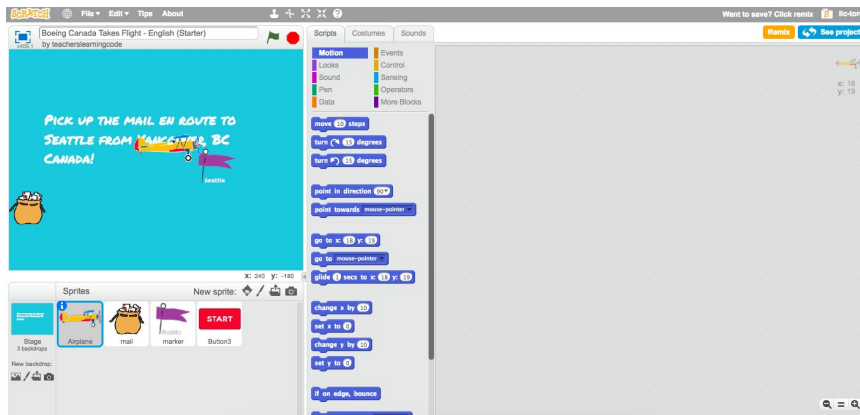 SCRATCH File▾ Edit▾ Tips About Want to save? Click remix llc-ton
Boeing Canada Takes Flight - English (Starter)
by teacherslearningcode
v459.1
Remix See project
Scripts Costumes Sounds
Motion Events
Looks Control
Sound Sensing
Pen Operators
Data More Blocks
x: 18
y: 19
PICK UP THE MAIL EN ROUTE TO
SEATTLE FROM VANCOUVER, BC
CANADA!
Seattle
x: 240 y: -180
move 10 steps
turn 15 degrees
turn 15 degrees
point in direction 90▾
point towards mouse-pointer
go to x: 18 y: 19
go to mouse-pointer
glide 1 secs to x: 18 y: 19
change x by 10
set x to 0
change y by 10
set y to 0
if on edge, bounce
Sprites New sprite:
START
Stage
3 backdrops
Airplane mail marker Button3
New backdrop: